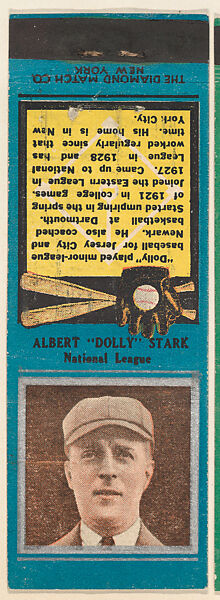 THE DIAMOND MATCH CO.
NEW YORK
"Dolly" played minor-league
baseball for Jersey City and
Newark. He also coached
basketball at Dartmouth.
Started umpiring in the spring
of 1921 in college games.
Joined the Eastern League in
1927. Came up to National
League in 1928 and has
worked regularly since that
time. His home is in New
York City.
ALBERT "DOLLY" STARK
National League